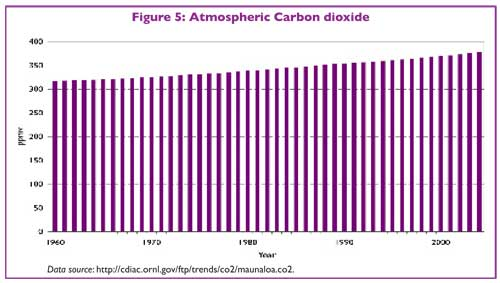 Figure 5: Atmospheric Carbon dioxide
400
350
300
250
200
150
100
50
0
ppmv
1960 1970 1980 1990 2000
Year
Data source: http://cdiac.ornl.gov/ftp/trends/co2/maunaloa.co2.